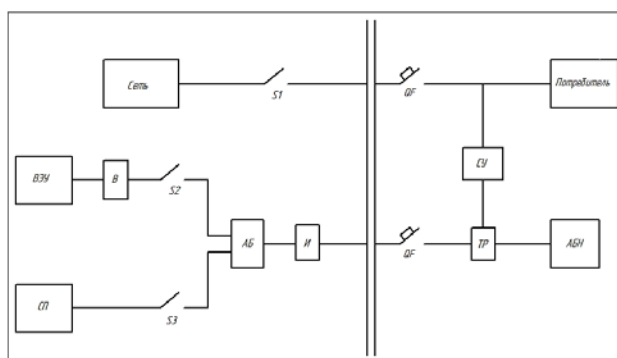 Сеть
S1
QF
Потребитель
ВЭУ
В
S2
СУ
АБ
И
QF
ТР
АБН
СП
S3